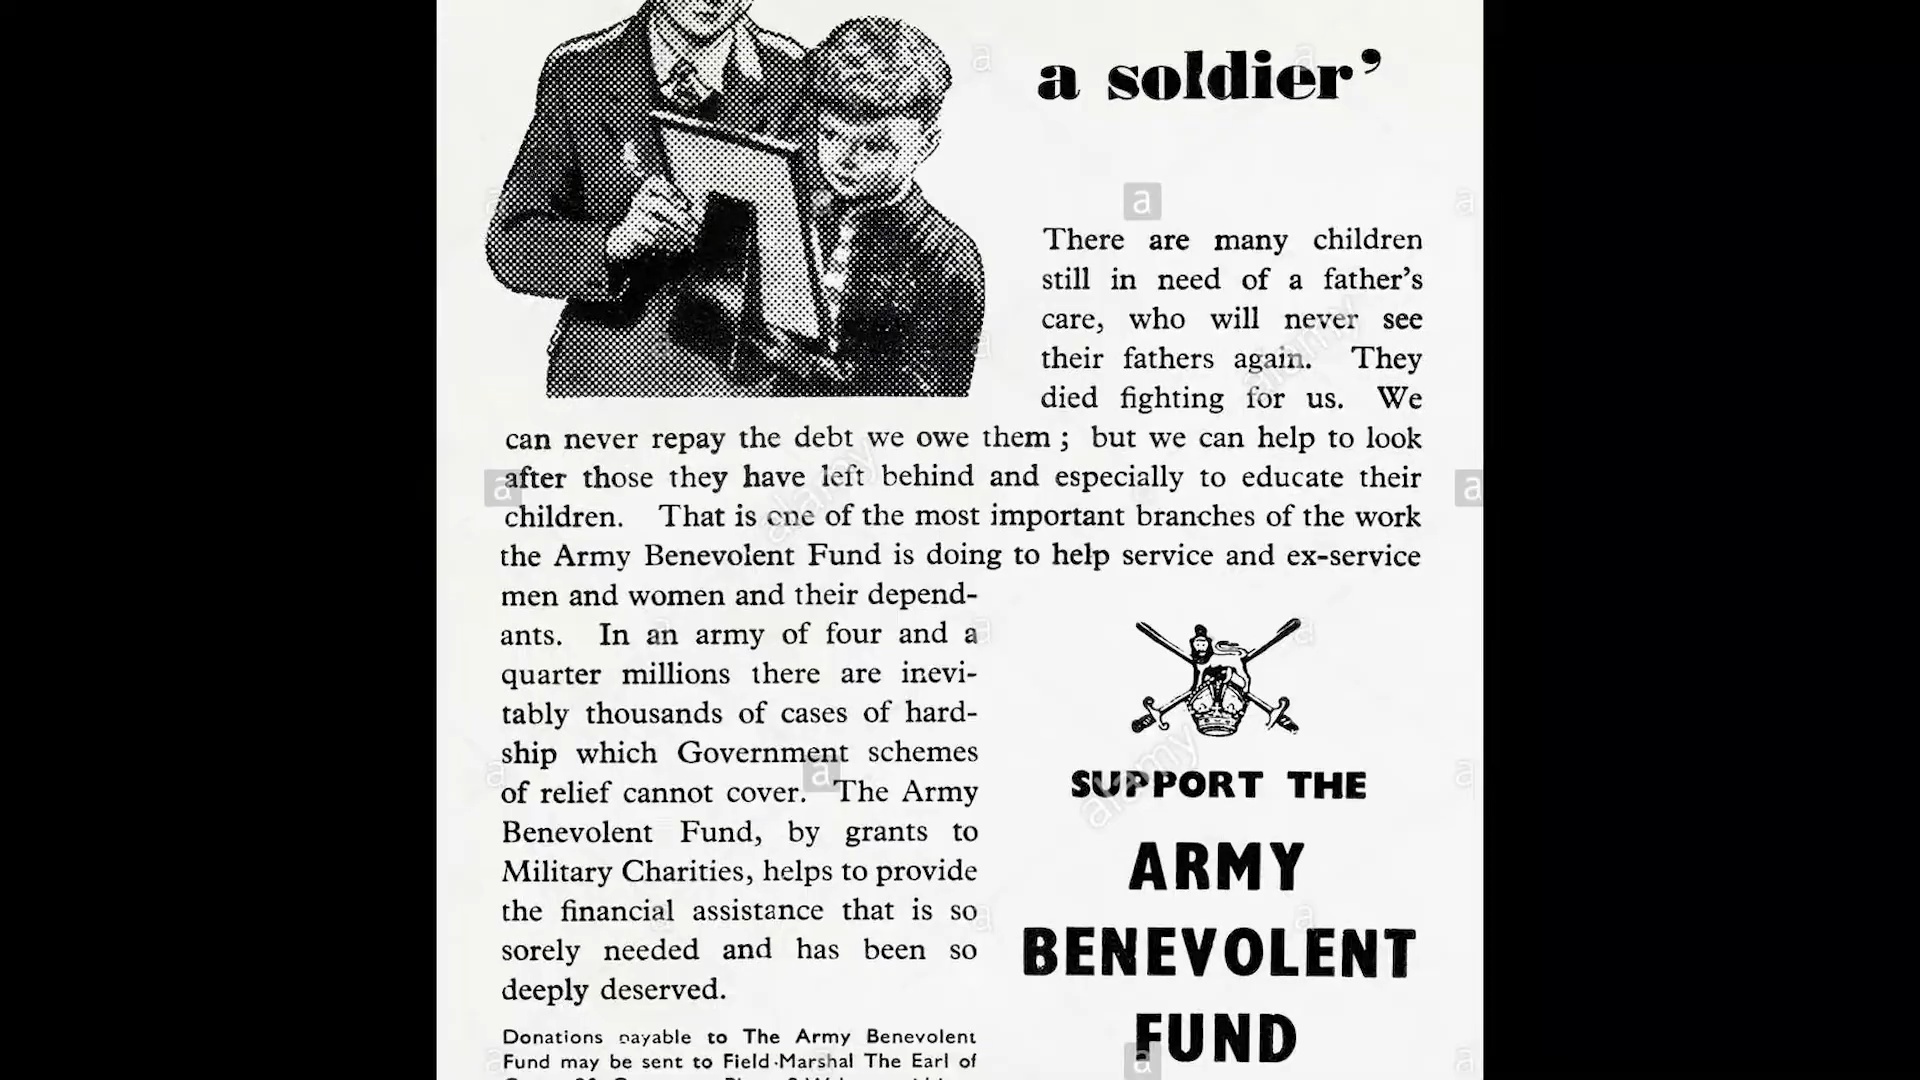 a soldier’
There are many children
still in need of a father’s
care, who will never see
their fathers again. They
died fighting for us. We
can never repay the debt we owe them ; but we can help to look
after those they have left behind and especially to educate their
children. That is one of the most important branches of the work
the Army Benevolent Fund is doing to help service and ex-service
men and women and their depend-
ants. In an army of four and a
quarter millions there are inevi-
tably thousands of cases of hard-
ship which Government schemes
of relief cannot cover. The Army
Benevolent Fund, by grants to
Military Charities, helps to provide
the financial assistance that is so
sorely needed and has been so
deeply deserved.
Donations payable to The Army Benevolent
Fund may be sent to Field-Marshal The Earl of
SUPPORT THE
ARMY
BENEVOLENT
FUND
alamy
alamy
alamy